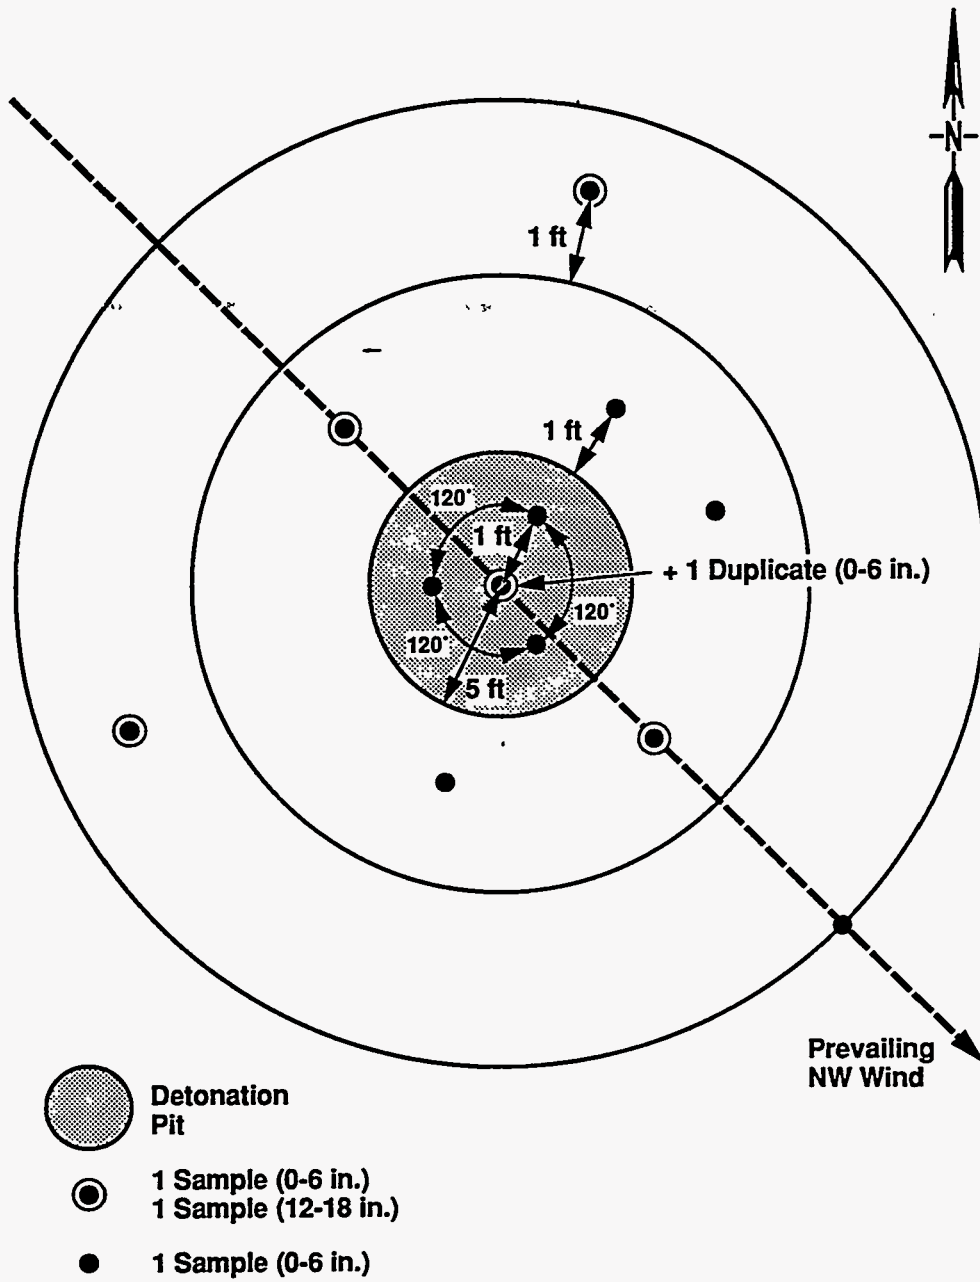 N
1 ft
1 ft
120°
1 ft
+ 1 Duplicate (0-6 in.)
120°
120°
5 ft
Prevailing
NW Wind
Detonation
Pit
1 Sample (0-6 in.)
1 Sample (12-18 in.)
1 Sample (0-6 in.)